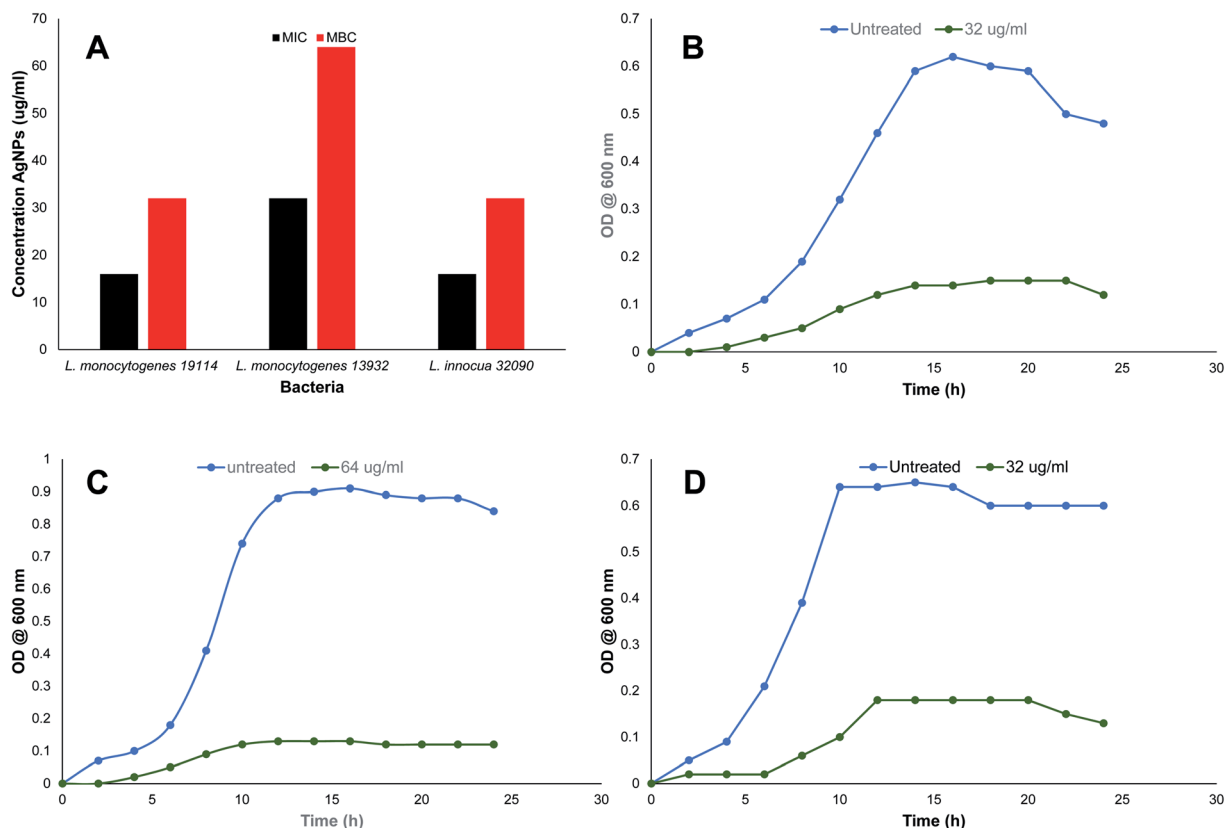 A
MIC MBC
Concentration AgNPs (ug/ml)
70
60
50
40
30
20
10
0
L. monocytogenes 19114 L. monocytogenes 13932 L. innocua 32090
Bacteria
B
Untreated 32 ug/ml
OD @ 600 nm
0.7
0.6
0.5
0.4
0.3
0.2
0.1
0
0 5 10 15 20 25 30
Time (h)
C
untreated 64 ug/ml
OD @ 600 nm
1
0.9
0.8
0.7
0.6
0.5
0.4
0.3
0.2
0.1
0
0 5 10 15 20 25 30
Time (h)
D
Untreated 32 ug/ml
OD @ 600 nm
0.7
0.6
0.5
0.4
0.3
0.2
0.1
0
0 5 10 15 20 25 30
Time (h)